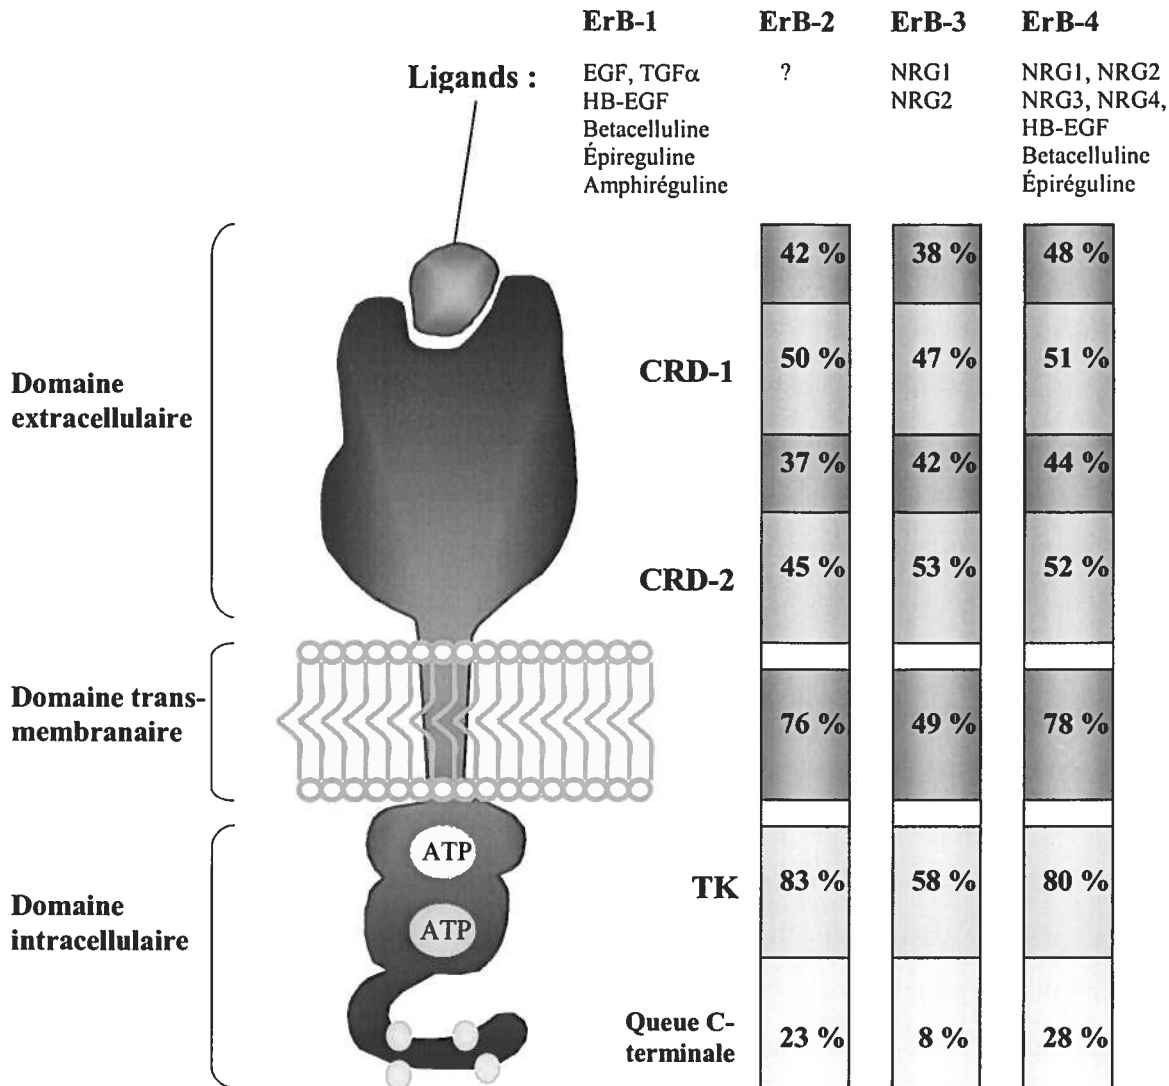 ErB-1 ErB-2 ErB-3 ErB-4
Ligands : EGF, TGFα ? NRG1 NRG1, NRG2
HB-EGF NRG2 NRG3, NRG4,
Betacelluline HB-EGF
Épireguline Betacelluline
Amphiréguline Épiréguline
42 % 38 % 48 %
Domaine
extracellulaire
CRD-1 50 % 47 % 51 %
37 % 42 % 44 %
CRD-2 45 % 53 % 52 %
Domaine trans-
membranaire
76 % 49 % 78 %
ATP
TK 83 % 58 % 80 %
Domaine
intracellulaire
ATP
Queue C-
terminale
23 % 8 % 28 %